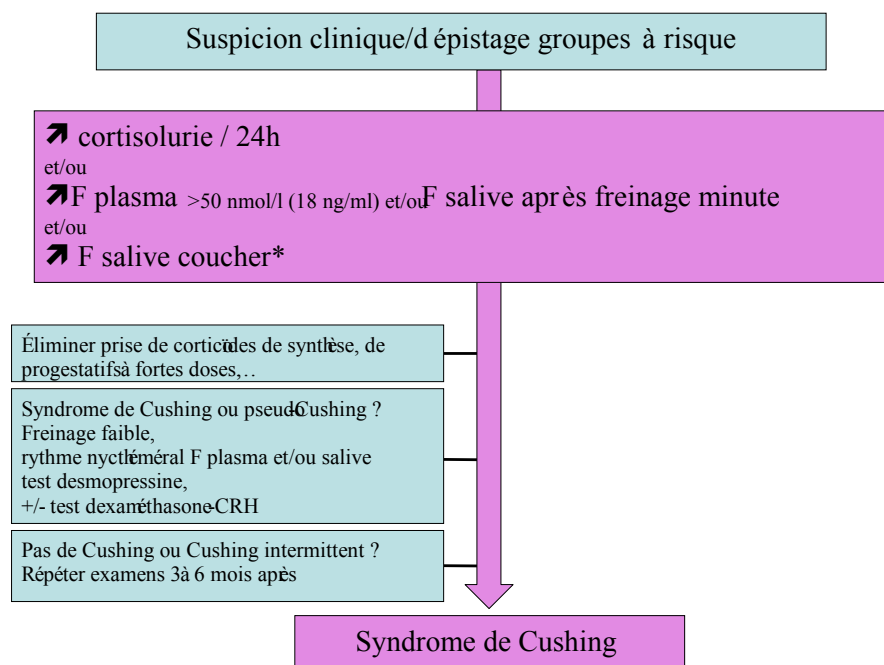 Suspicion clinique/d épistage groupes à risque
↗ cortisolurie / 24h
et/ou
↗F plasma >50 nmol/l (18 ng/ml) et/ou F salive après freinage minute
et/ou
↗ F salive coucher*
Éliminer prise de corticoïdes de synthèse, de
progestatifs à fortes doses,..
Syndrome de Cushing ou pseudo-Cushing ?
Freinage faible,
rythme nycthéméral F plasma et/ou salive
test desmopressine,
+/- test dexaméthasone-CRH
Pas de Cushing ou Cushing intermittent ?
Répéter examens 3 à 6 mois après
Syndrome de Cushing